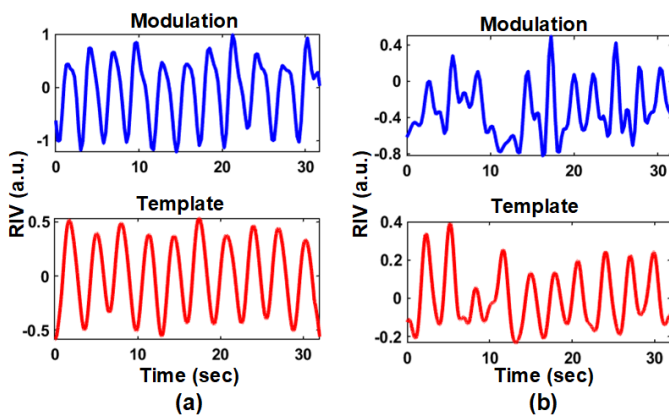 Modulation
1
0
-1
0 10 20 30
Template
0.5
0
-0.5
0 10 20 30
Time (sec)
RIV (a.u.)
(a)
Modulation
0.4
0
-0.4
-0.8
0 10 20 30
Template
0.4
0.2
0
-0.2
0 10 20 30
Time (sec)
RIV (a.u.)
(b)